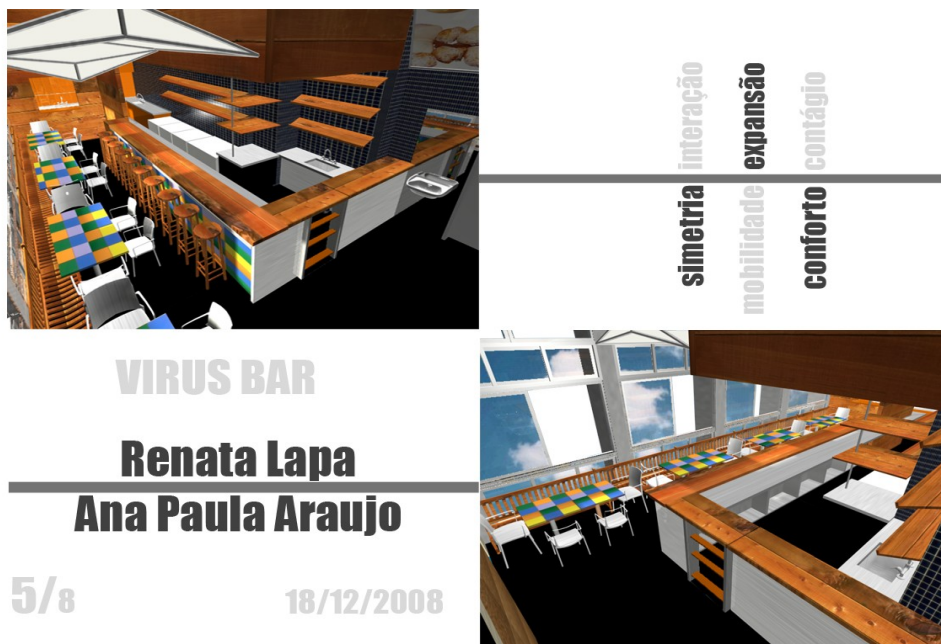 interação
expansão
contágio
simetria
mobilidade
conforto
VIRUS BAR
Renata Lapa
Ana Paula Araujo
5/8
18/12/2008